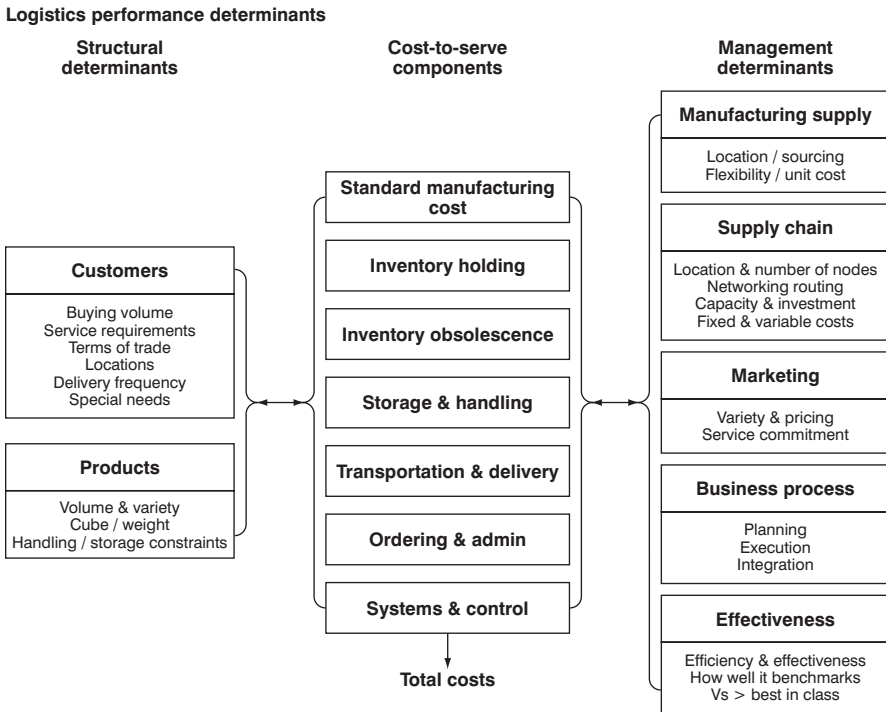 Logistics performance determinants
Structural
determinants
Cost-to-serve
components
Management
determinants
Customers
Buying volume
Service requirements
Terms of trade
Locations
Delivery frequency
Special needs
Products
Volume & variety
Cube / weight
Handling / storage constraints
Standard manufacturing
cost
Inventory holding
Inventory obsolescence
Storage & handling
Transportation & delivery
Ordering & admin
Systems & control
Total costs
Manufacturing supply
Location / sourcing
Flexibility / unit cost
Supply chain
Location & number of nodes
Networking routing
Capacity & investment
Fixed & variable costs
Marketing
Variety & pricing
Service commitment
Business process
Planning
Execution
Integration
Effectiveness
Efficiency & effectiveness
How well it benchmarks
Vs > best in class